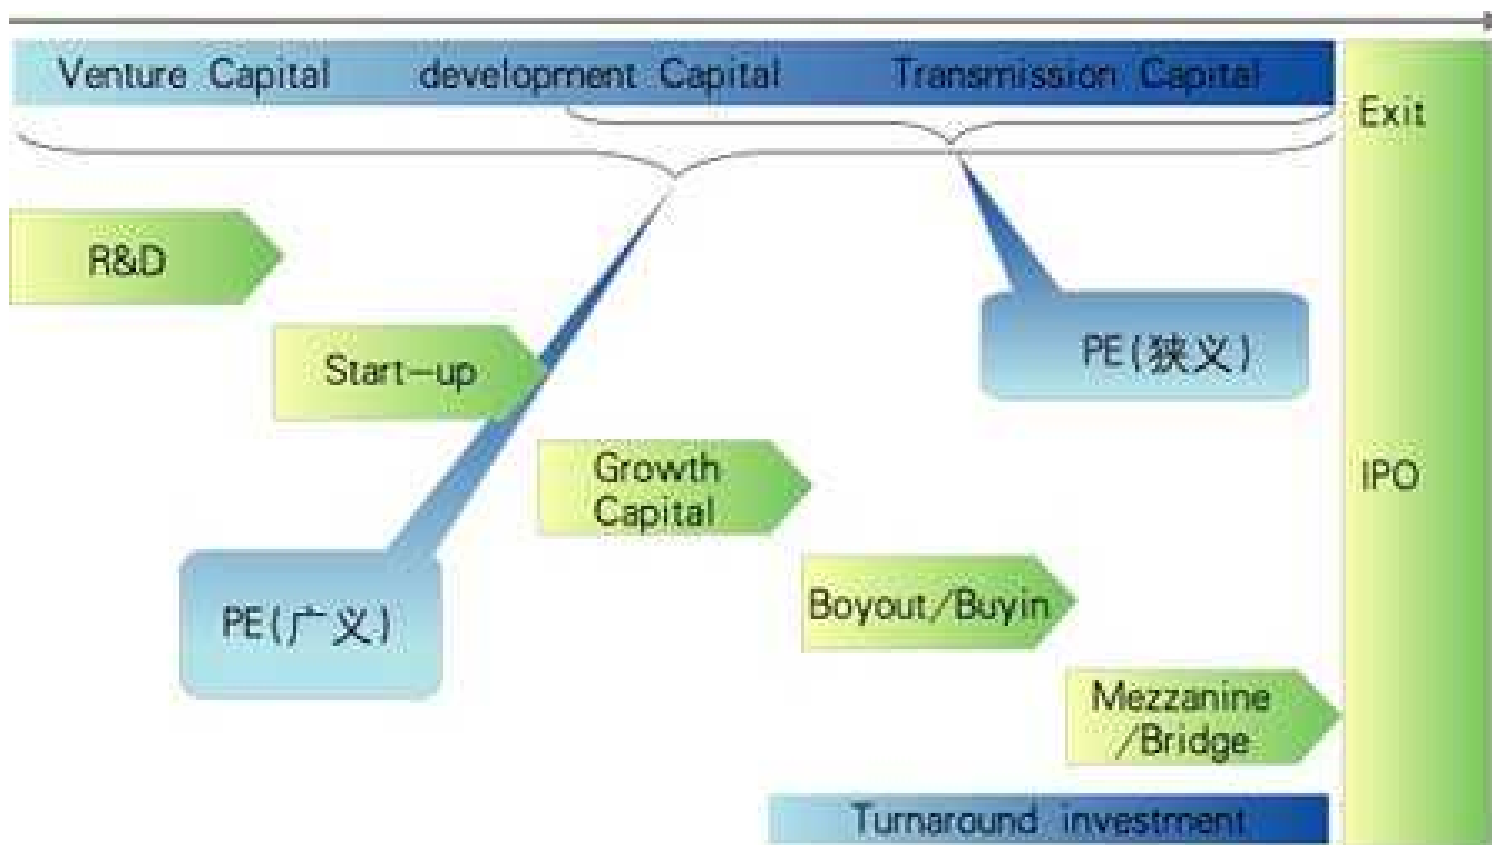 Venture Capital development Capital Transmission Capital
Exit
R&D
Start-up
PE(狭义)
Growth
Capital
IPO
PE(广义)
Boyout/Buyin
Mezzanine
/Bridge
Turnaround investment